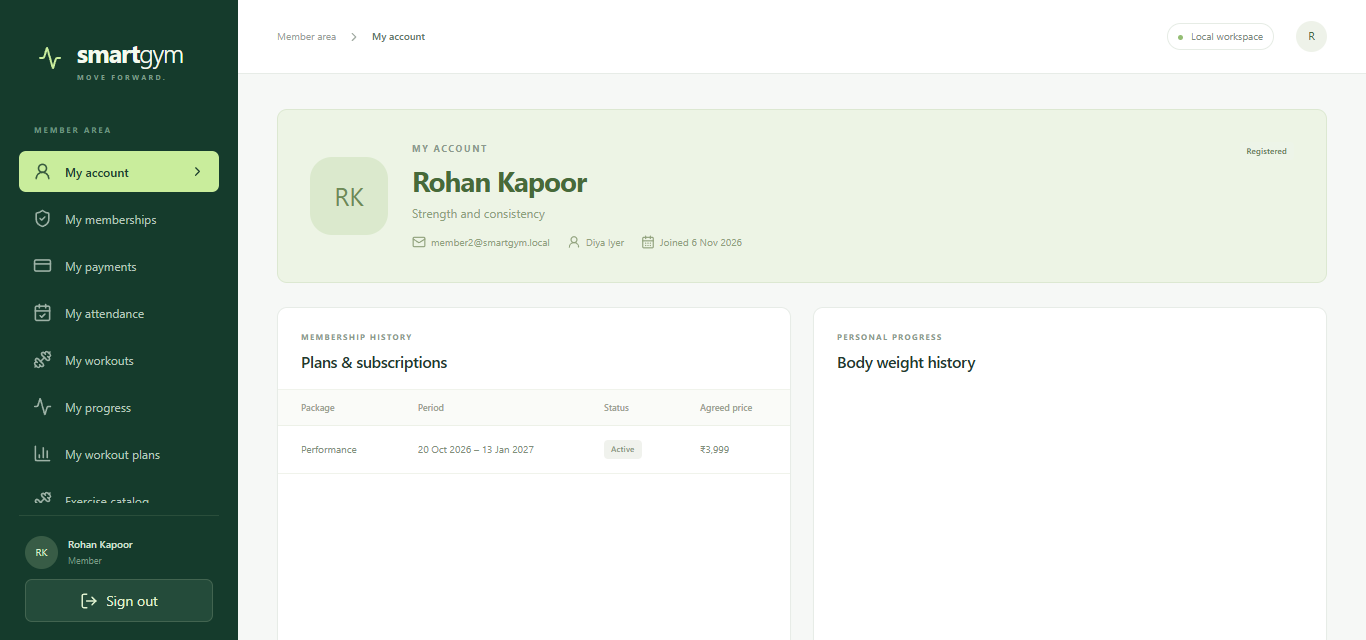 smartgym
MOVE FORWARD.
MEMBER AREA
My account
My memberships
My payments
My attendance
My workouts
My progress
My workout plans
Exercise catalog
RK
Rohan Kapoor
Member
Sign out
Member area
My account
Local workspace
R
RK
MY ACCOUNT
Registered
Rohan Kapoor
Strength and consistency
member2@smartgym.local Diya Iyer Joined 6 Nov 2026
MEMBERSHIP HISTORY
Plans & subscriptions
Package Period Status Agreed price
Performance 20 Oct 2026 – 13 Jan 2027 Active ₹3,999
PERSONAL PROGRESS
Body weight history